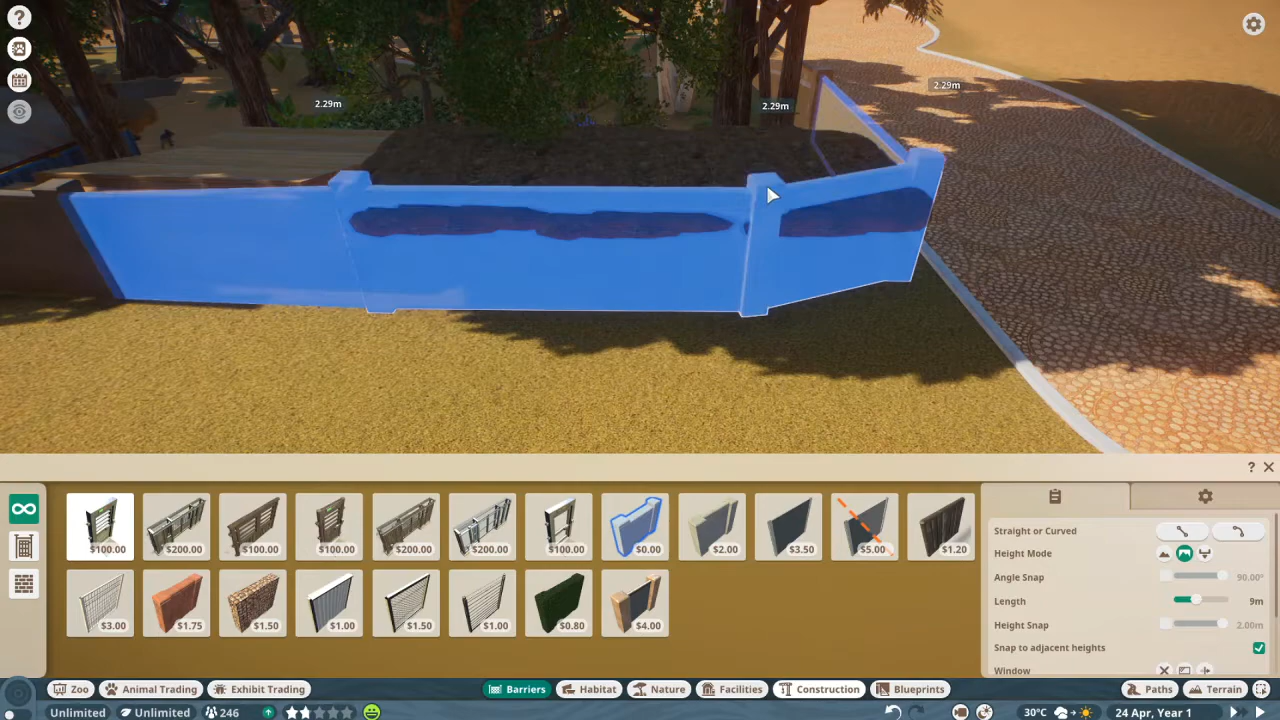 2.29m
2.29m
2.29m
$100.00
$200.00
$100.00
$100.00
$200.00
$200.00
$100.00
$0.00
$2.00
$3.50
$5.00
$1.20
$3.00
$1.75
$1.50
$1.00
$1.50
$1.00
$0.80
$4.00
? 
Straight or Curved
Height Mode
Angle Snap 90.00°
Length 9m
Height Snap 2.00m
Snap to adjacent heights
Window
Zoo Animal Trading Exhibit Trading Barriers Habitat Nature Facilities Construction Blueprints Paths Terrain
Unlimited Unlimited 246 30°C 24 Apr, Year 1